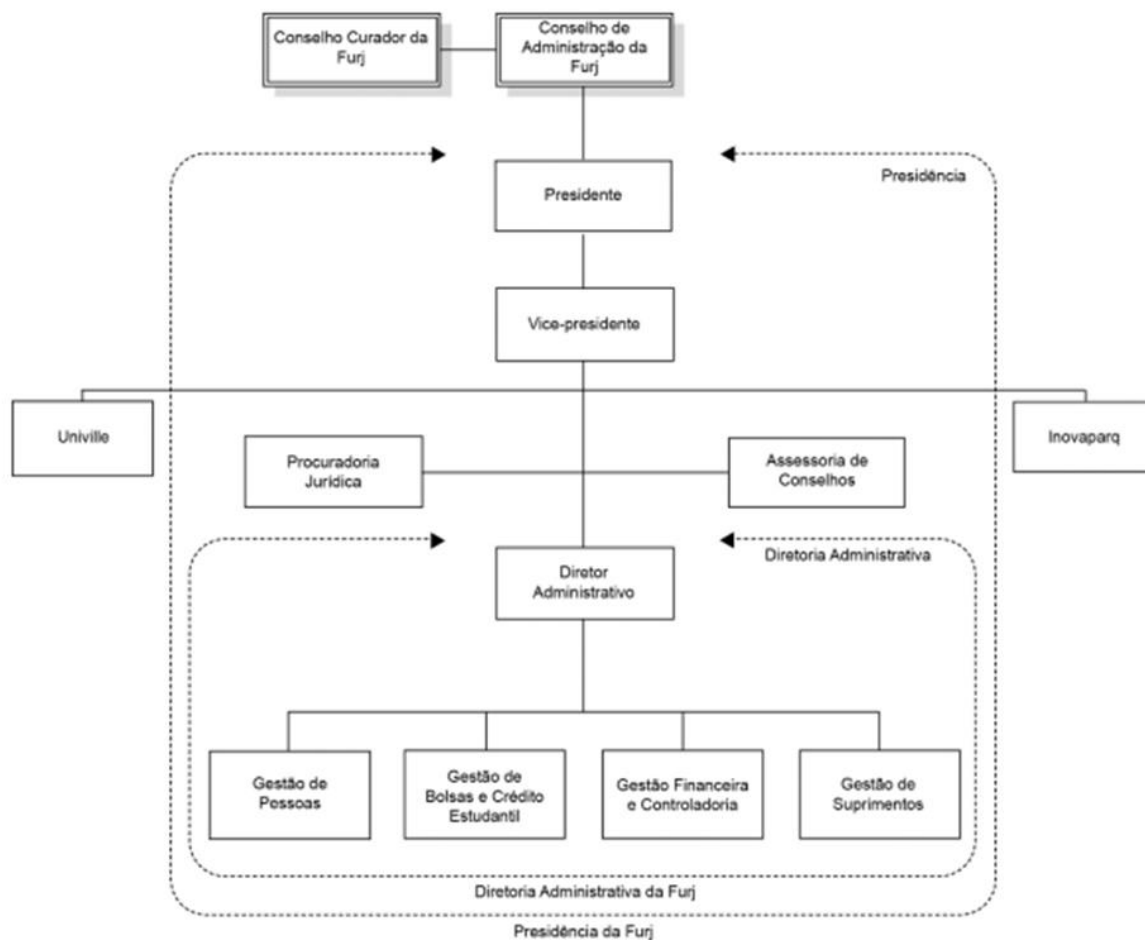 Conselho Curador da
Furj
Conselho de
Administração da
Furj
Presidência
Presidente
Vice-presidente
Univille
Inovaparq
Procuradoria
Jurídica
Assessoria de
Conselhos
Diretoria Administrativa
Diretor
Administrativo
Gestão de
Pessoas
Gestão de
Bolsas e Crédito
Estudantil
Gestão Financeira
e Controladoria
Gestão de
Suprimentos
Diretoria Administrativa da Furj
Presidência da Furj